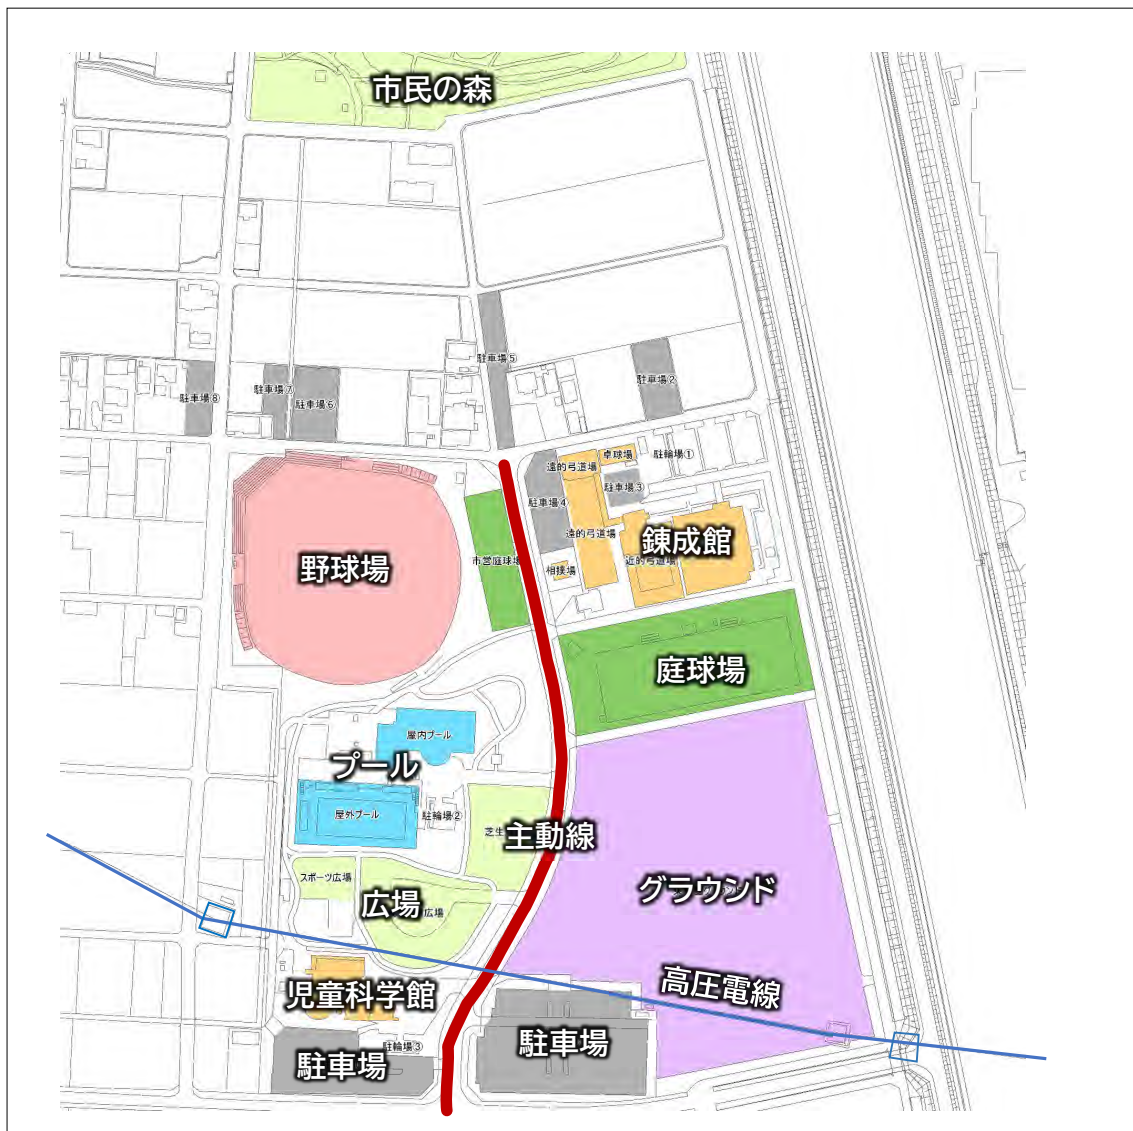 市民の森
駐車場⑤
駐車場②
駐車場⑧
駐車場⑦
駐車場⑥
卓球場
駐輪場①
遠的弓道場
駐車場③
駐車場④
野球場
市営庭球場
遠的弓道場
錬成館
近的弓道場
相撲場
庭球場
屋内プール
プール
屋外プール
駐輪場②
芝生
主動線
スポーツ広場
広場
広場
グラウンド
高圧電線
児童科学館
駐輪場③
駐車場
駐車場